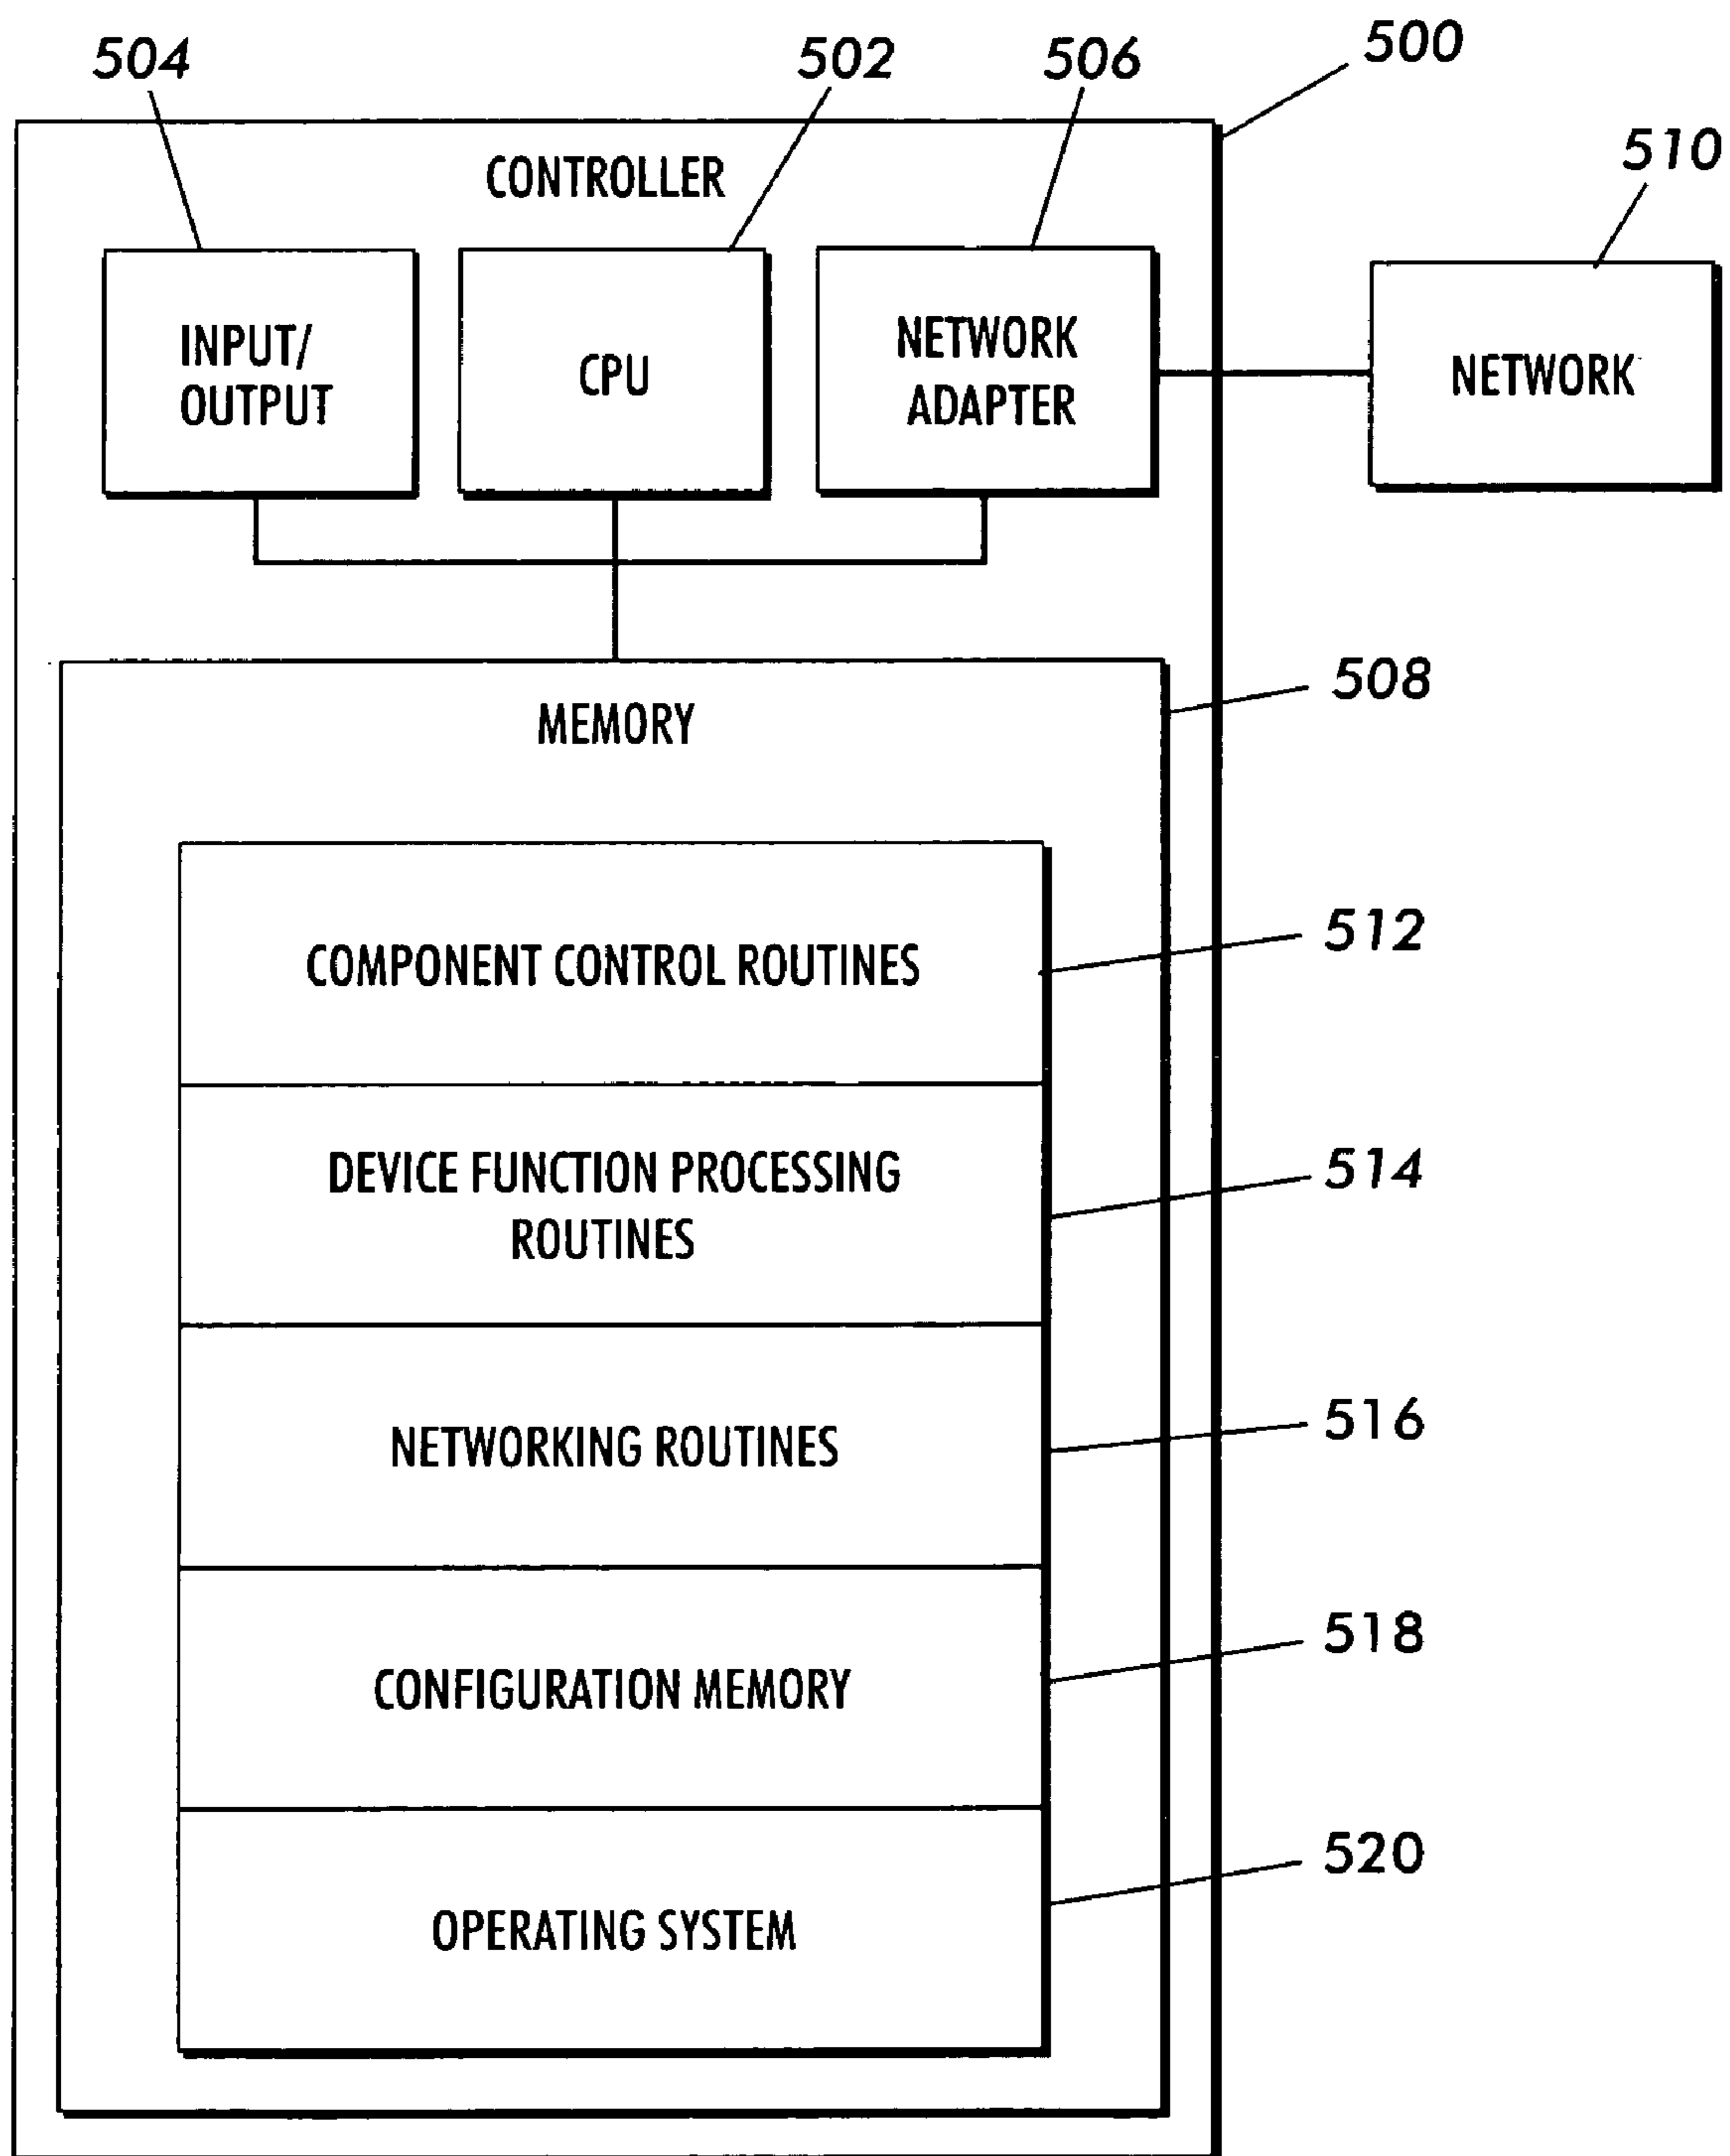 504
502
506
500
510
CONTROLLER
INPUT/
OUTPUT
CPU
NETWORK
ADAPTER
NETWORK
MEMORY
508
COMPONENT CONTROL ROUTINES
512
DEVICE FUNCTION PROCESSING
ROUTINES
514
NETWORKING ROUTINES
516
CONFIGURATION MEMORY
518
OPERATING SYSTEM
520